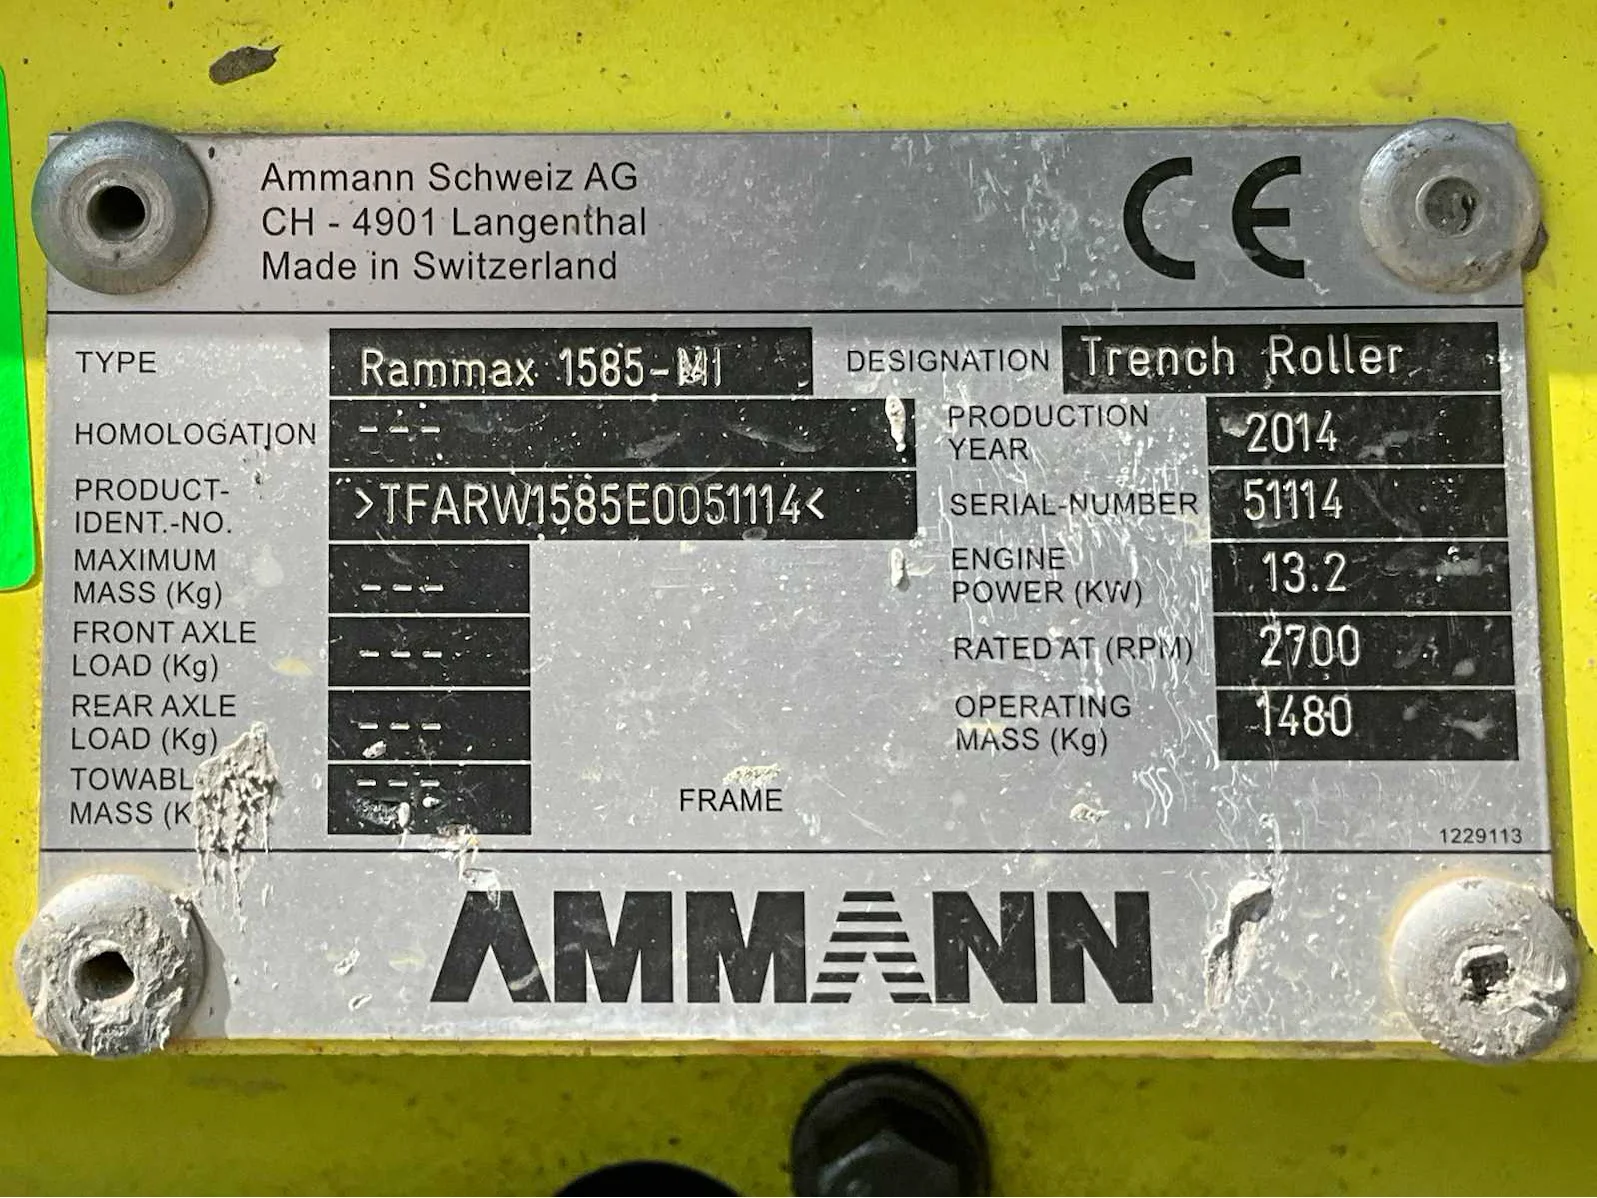 Ammann Schweiz AG
CH - 4901 Langenthal
Made in Switzerland
CE
TYPE Rammax 1585-MI DESIGNATION Trench Roller
HOMOLOGATION --- PRODUCTION YEAR 2014
PRODUCT-IDENT.-NO. >TFARW1585E0051114< SERIAL-NUMBER 51114
MAXIMUM MASS (Kg) --- ENGINE POWER (KW) 13.2
FRONT AXLE LOAD (Kg) --- RATED AT (RPM) 2700
REAR AXLE LOAD (Kg) --- OPERATING MASS (Kg) 1480
MASS --- FRAME
1229113
AMMANN